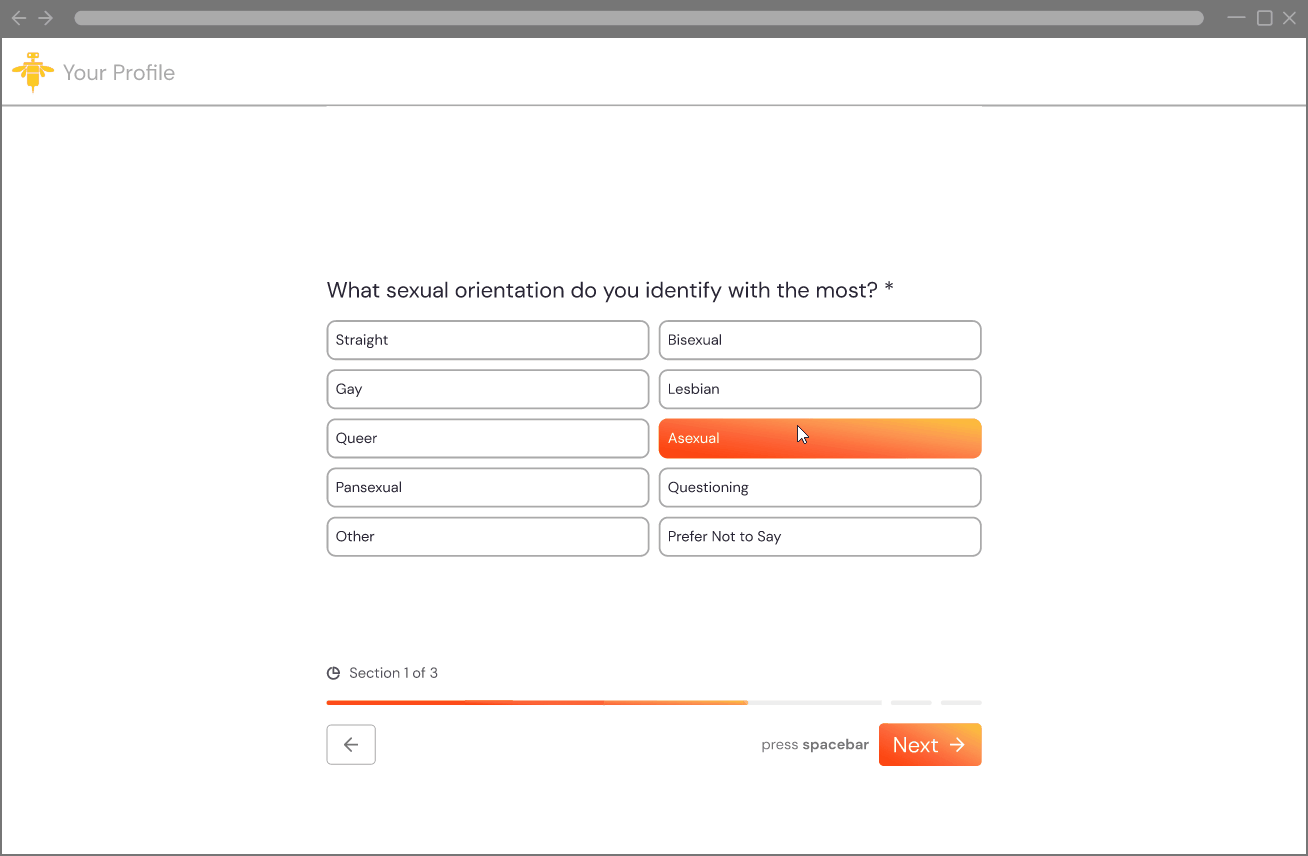 Your Profile
What sexual orientation do you identify with the most? *
Straight
Bisexual
Gay
Lesbian
Queer
Asexual
Pansexual
Questioning
Other
Prefer Not to Say
Section 1 of 3
press spacebar
Next